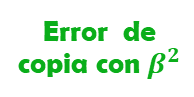 Error de
copia con β²